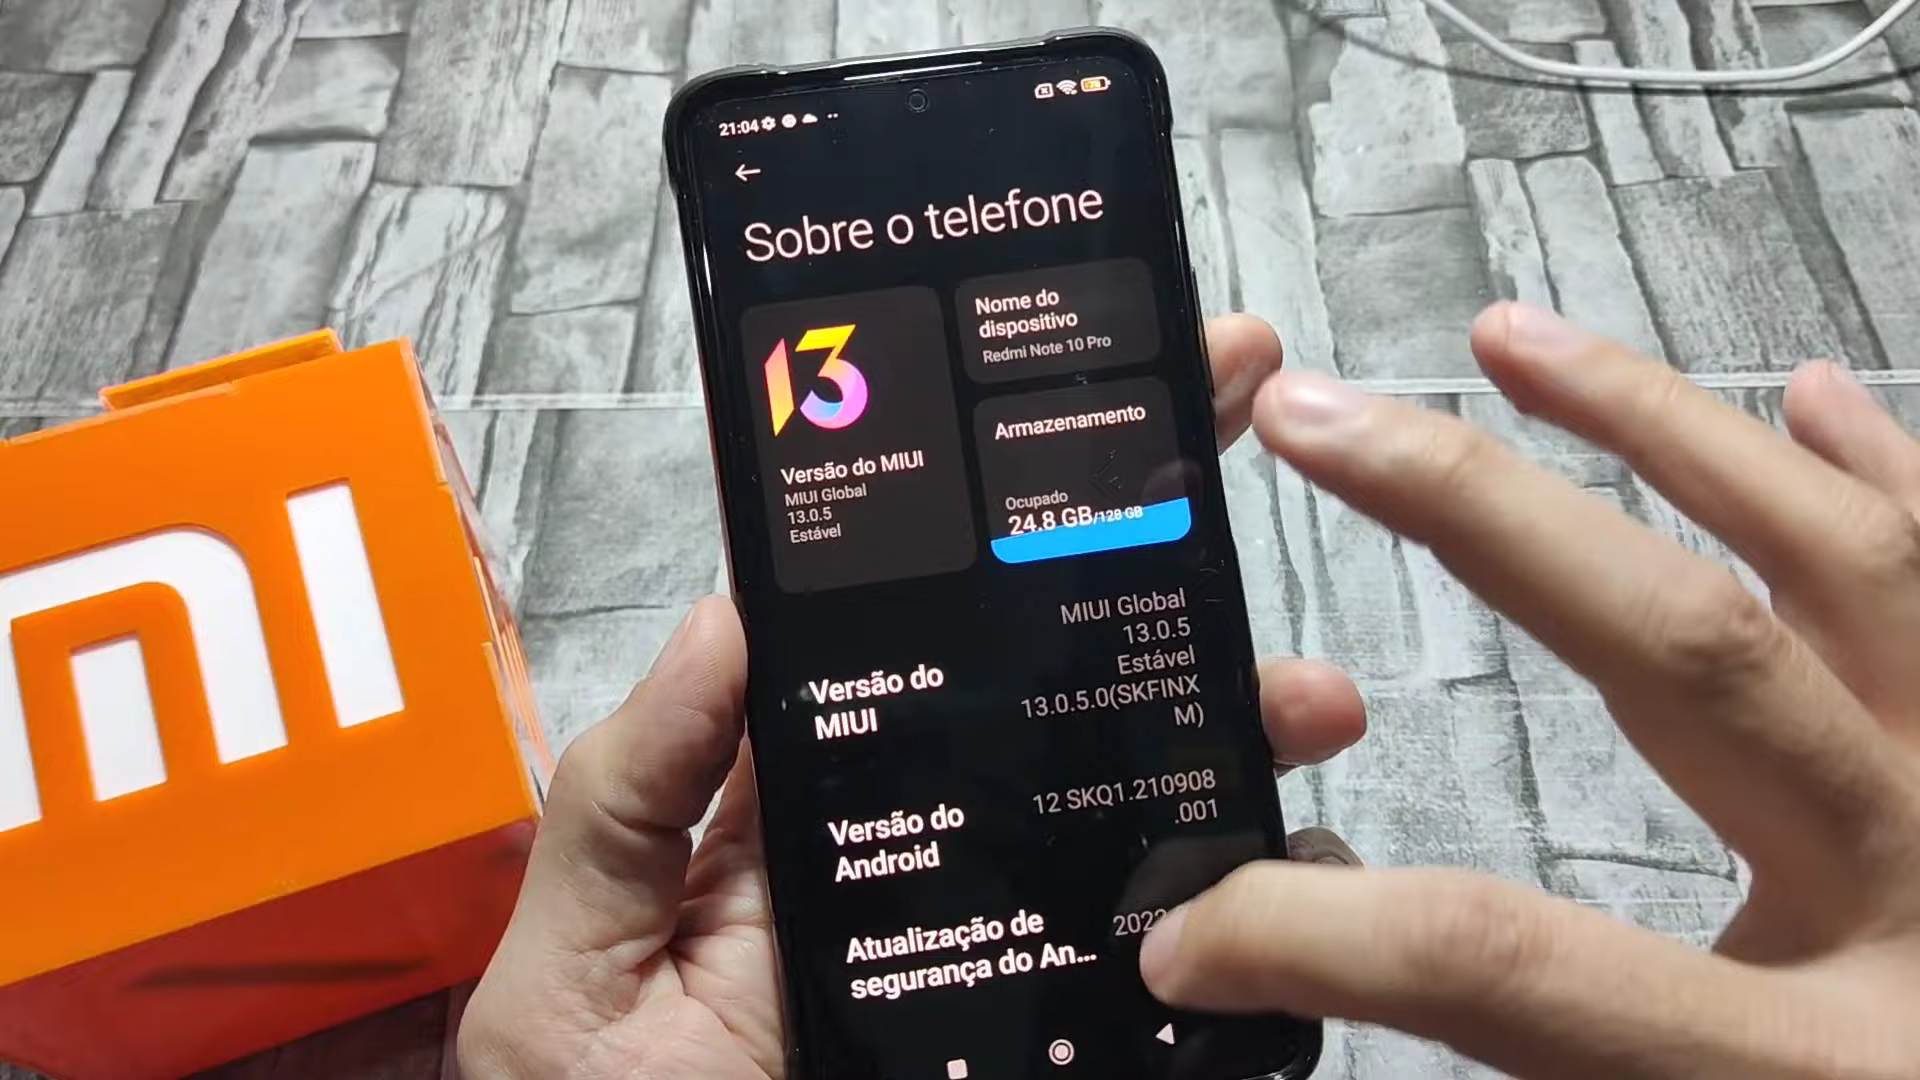 21:04
Sobre o telefone
13
Versão do MIUI
MIUI Global
13.0.5
Estável
Nome do
dispositivo
Redmi Note 10 Pro
Armazenamento
Ocupado
24.8 GB/128 GB
Versão do
MIUI
MIUI Global
13.0.5
Estável
13.0.5.0(SKFINX
M)
Versão do
Android
12 SKQ1.210908
.001
Atualização de
segurança do An...
mi